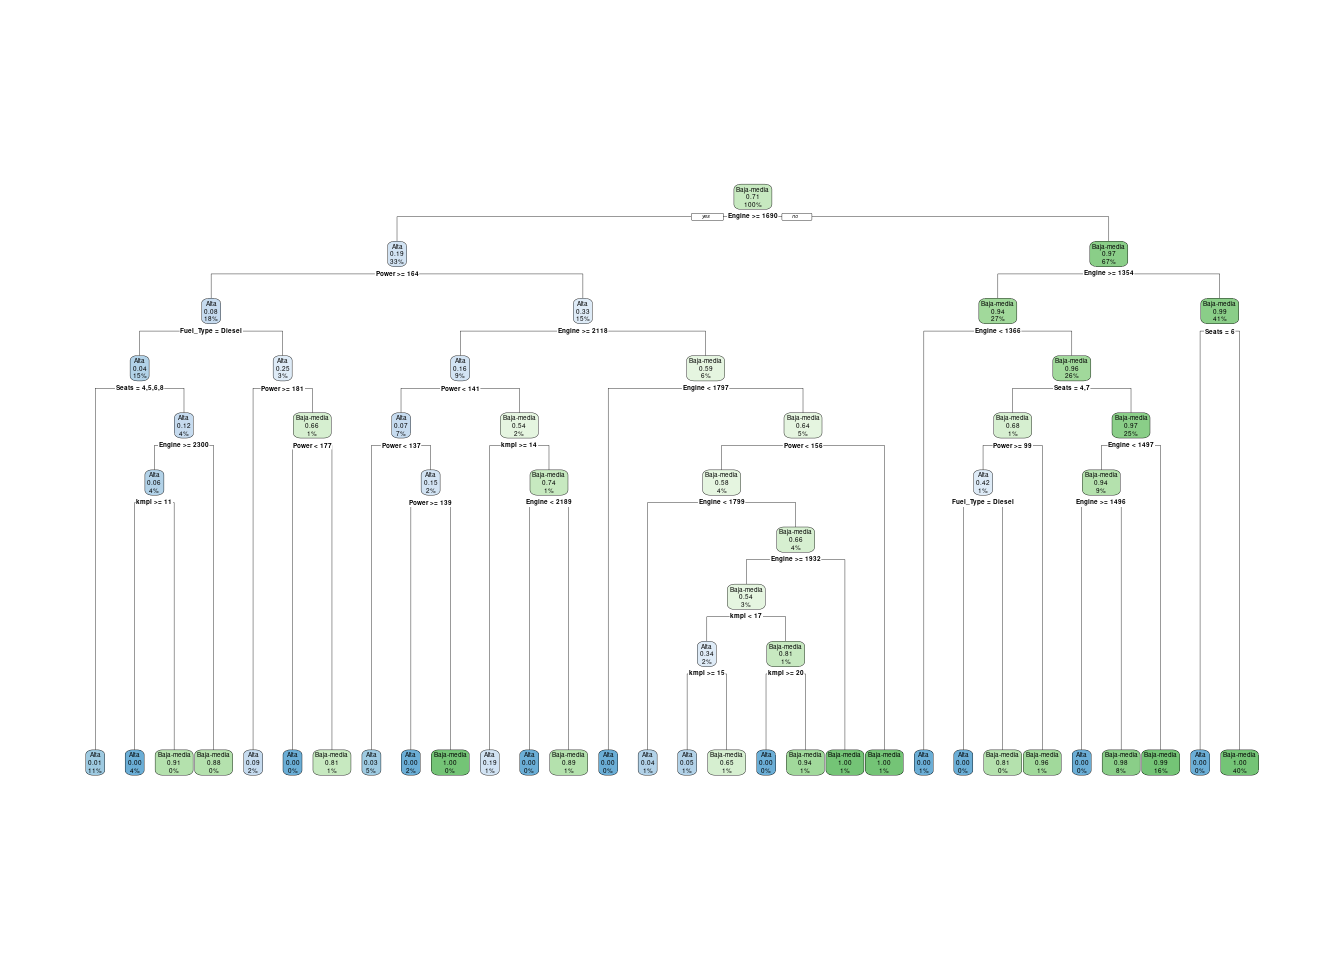 Baja-media
0.71
100%
yes Engine >= 1690 no
Alta
0.19
33%
Baja-media
0.97
67%
Power >= 164
Engine >= 1354
Alta
0.08
18%
Alta
0.33
15%
Baja-media
0.94
27%
Baja-media
0.99
41%
Fuel_Type = Diesel
Engine >= 2118
Engine < 1366
Seats = 6
Alta
0.04
15%
Alta
0.25
3%
Alta
0.16
9%
Baja-media
0.59
6%
Baja-media
0.96
26%
Seats = 4,5,6,8
Power >= 181
Power < 141
Engine < 1797
Seats = 4,7
Alta
0.12
4%
Baja-media
0.66
1%
Alta
0.07
7%
Baja-media
0.54
2%
Baja-media
0.64
5%
Baja-media
0.68
1%
Baja-media
0.97
25%
Engine >= 2300
Power < 177
Power < 137
kmpl >= 14
Power < 156
Power >= 99
Engine < 1497
Alta
0.06
4%
Alta
0.15
2%
Baja-media
0.74
1%
Baja-media
0.58
4%
Alta
0.42
1%
Baja-media
0.94
9%
kmpl >= 11
Power >= 139
Engine < 2189
Engine < 1799
Fuel_Type = Diesel
Engine >= 1496
Baja-media
0.66
4%
Engine >= 1932
Baja-media
0.54
3%
kmpl < 17
Alta
0.34
2%
Baja-media
0.81
1%
kmpl >= 15
kmpl >= 20
Alta
0.01
11%
Alta
0.00
4%
Baja-media
0.91
0%
Baja-media
0.88
0%
Alta
0.09
2%
Alta
0.00
0%
Baja-media
0.81
1%
Alta
0.03
5%
Alta
0.00
2%
Baja-media
1.00
0%
Alta
0.19
1%
Alta
0.00
0%
Baja-media
0.89
1%
Alta
0.00
0%
Alta
0.04
1%
Alta
0.05
1%
Baja-media
0.65
1%
Alta
0.00
0%
Baja-media
0.94
1%
Baja-media
1.00
1%
Baja-media
1.00
1%
Alta
0.00
1%
Alta
0.00
0%
Baja-media
0.81
0%
Baja-media
0.96
1%
Alta
0.00
0%
Baja-media
0.98
8%
Baja-media
0.99
16%
Alta
0.00
0%
Baja-media
1.00
40%